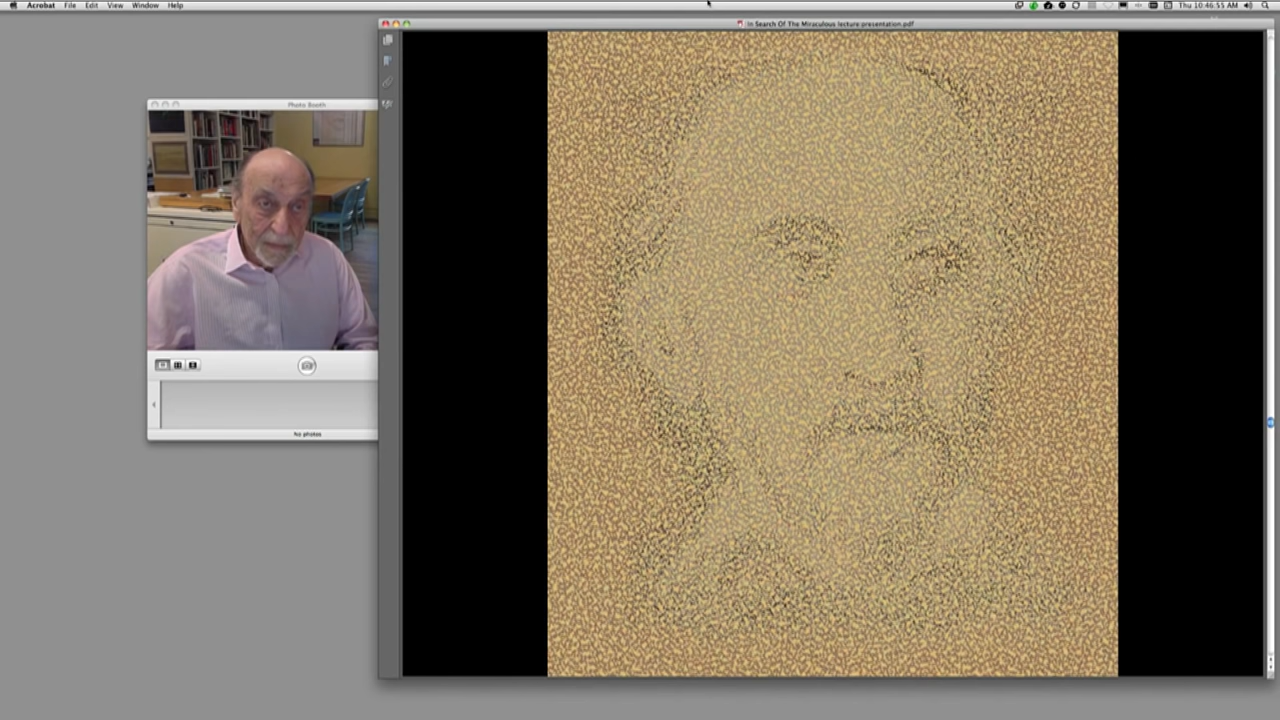 Acrobat File Edit View Window Help
Thu 10:46:55 AM
In Search Of The Miraculous lecture presentation.pdf
Photo Booth
No photos